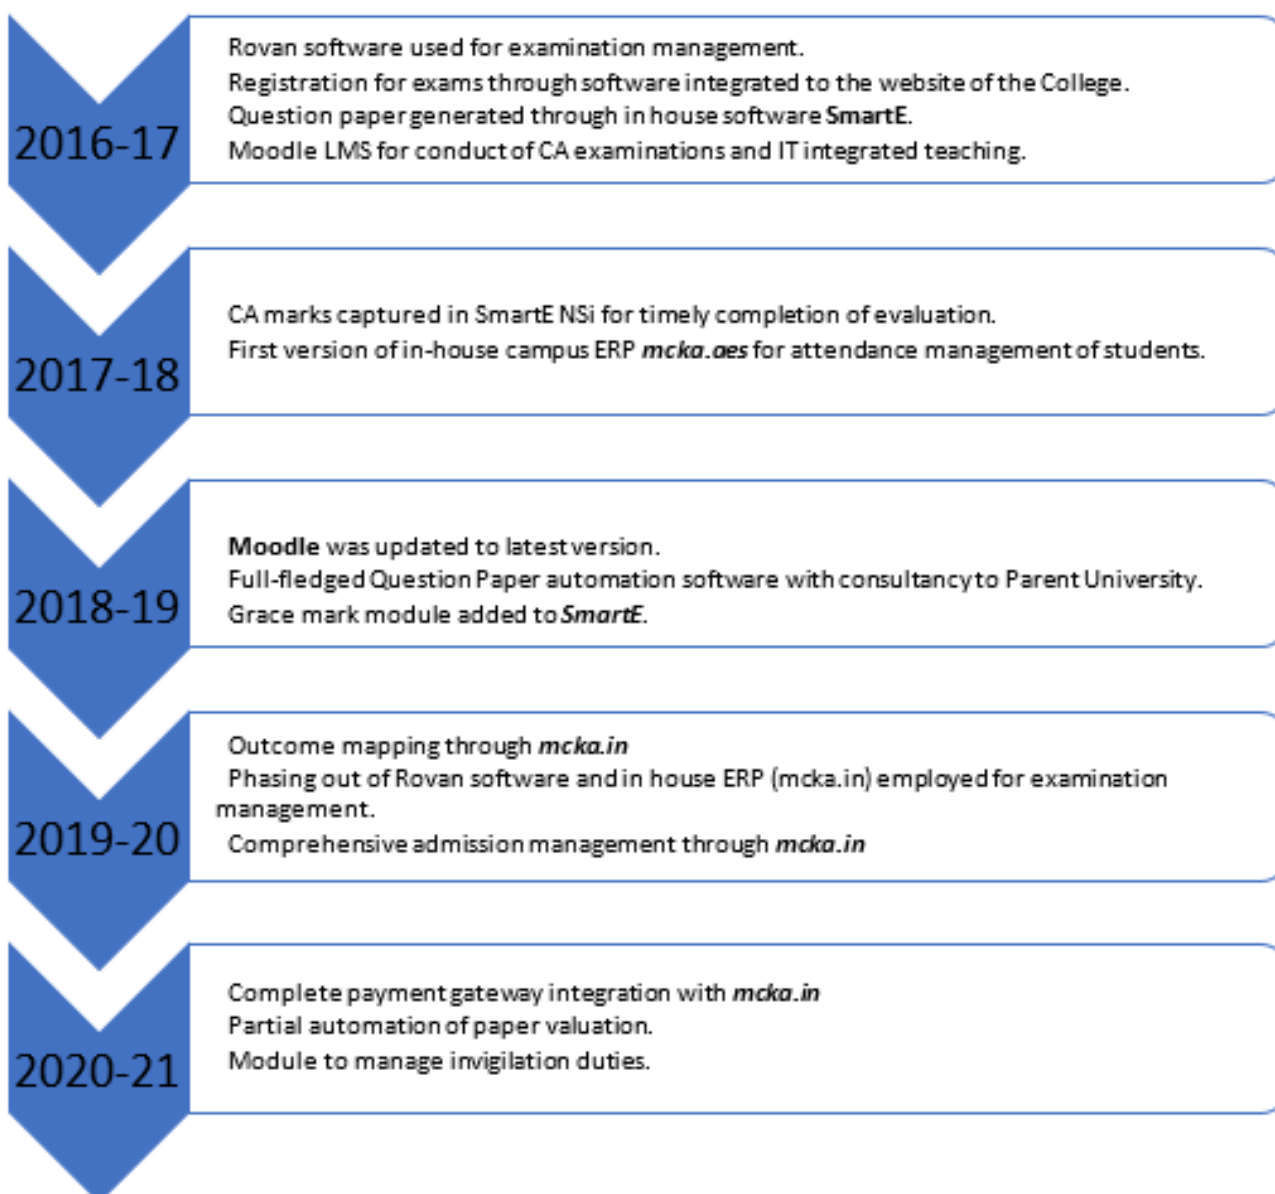 2016-17
Rovan software used for examination management.
Registration for exams through software integrated to the website of the College.
Question paper generated through in house software SmartE.
Moodle LMS for conduct of CA examinations and IT integrated teaching.
2017-18
CA marks captured in SmartE NSi for timely completion of evaluation.
First version of in-house campus ERP mcka.aes for attendance management of students.
2018-19
Moodle was updated to latest version.
Full-fledged Question Paper automation software with consultancy to Parent University.
Grace mark module added to SmartE.
2019-20
Outcome mapping through mcka.in
Phasing out of Rovan software and in house ERP (mcka.in) employed for examination
management.
Comprehensive admission management through mcka.in
2020-21
Complete payment gateway integration with mcka.in
Partial automation of paper valuation.
Module to manage invigilation duties.